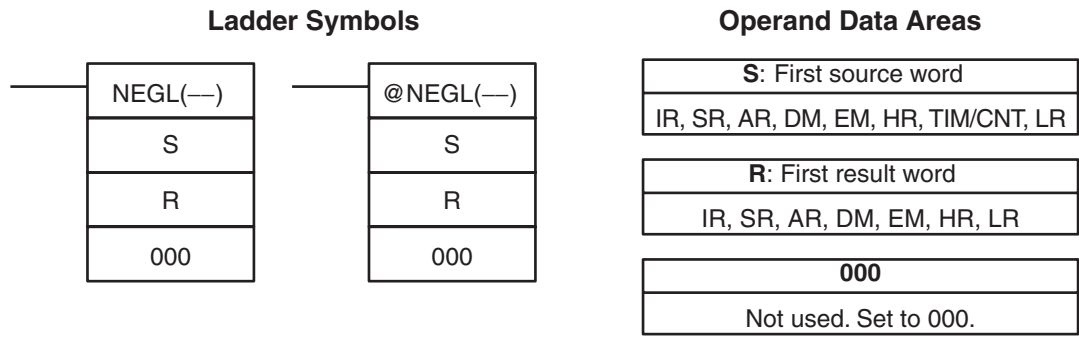 Ladder Symbols
NEGL(––)
S
R
000
@NEGL(––)
S
R
000
Operand Data Areas
S: First source word
IR, SR, AR, DM, EM, HR, TIM/CNT, LR
R: First result word
IR, SR, AR, DM, EM, HR, LR
000
Not used. Set to 000.